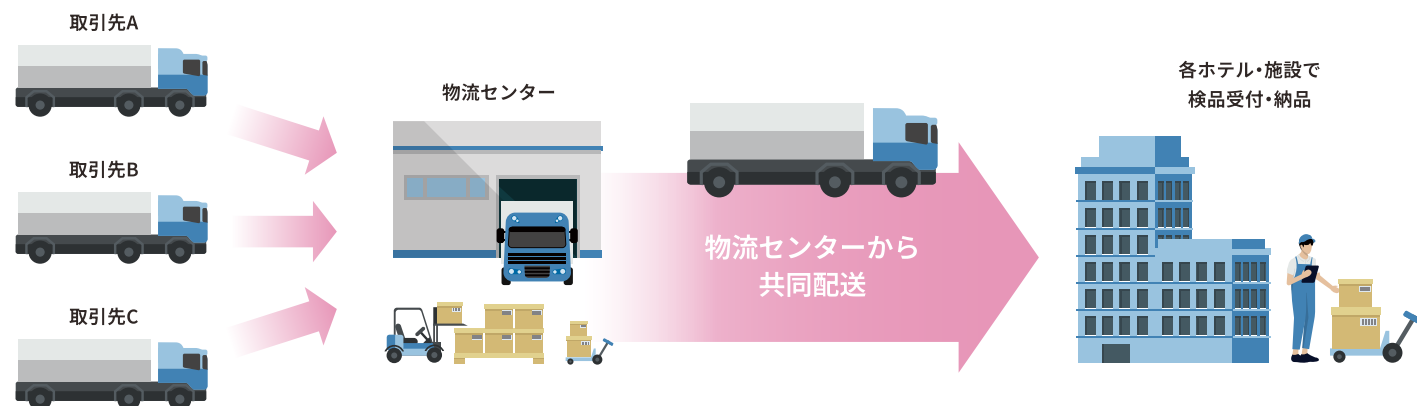 取引先A
取引先B
取引先C
物流センター
物流センターから
共同配送
各ホテル・施設で
検品受付・納品